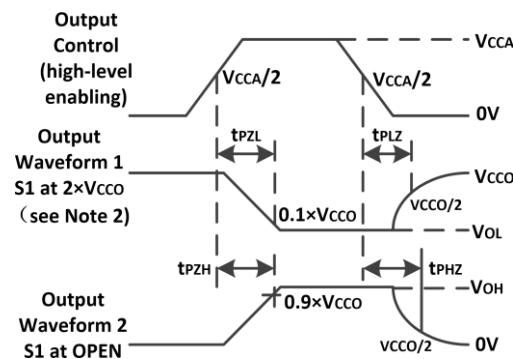 Output
Control
(high-level
enabling)
VCCA
VCCA/2
VCCA/2
0V
tPZL
tPLZ
Output
Waveform 1
S1 at 2×VCCO
（see Note 2）
VCCO
VCCO/2
0.1×VCCO
VOL
tPZH
tPHZ
VOH
Output
Waveform 2
S1 at OPEN
0.9×VCCO
VCCO/2
0V